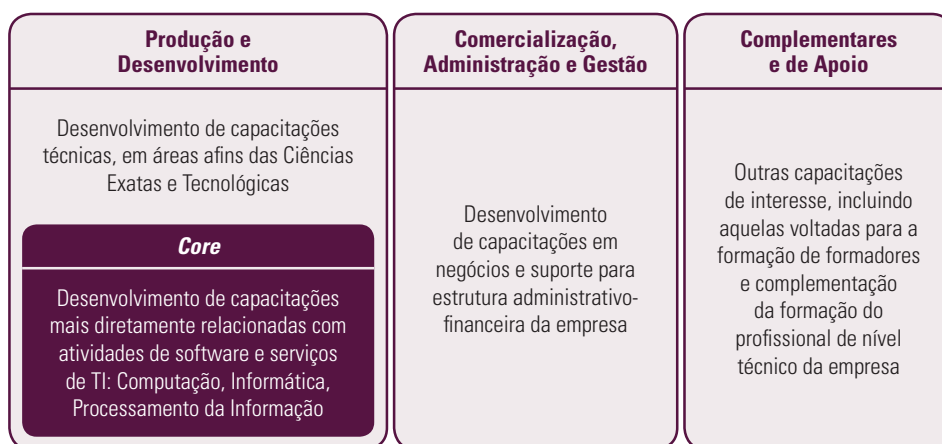 Produção e
Desenvolvimento
Desenvolvimento de capacitações
técnicas, em áreas afins das Ciências
Exatas e Tecnológicas
Core
Desenvolvimento de capacitações
mais diretamente relacionadas com
atividades de software e serviços
de TI: Computação, Informática,
Processamento da Informação
Comercialização,
Administração e Gestão
Desenvolvimento
de capacitações em
negócios e suporte para
estrutura administrativo-
financeira da empresa
Complementares
e de Apoio
Outras capacitações
de interesse, incluindo
aquelas voltadas para a
formação de formadores
e complementação
da formação do
profissional de nível
técnico da empresa